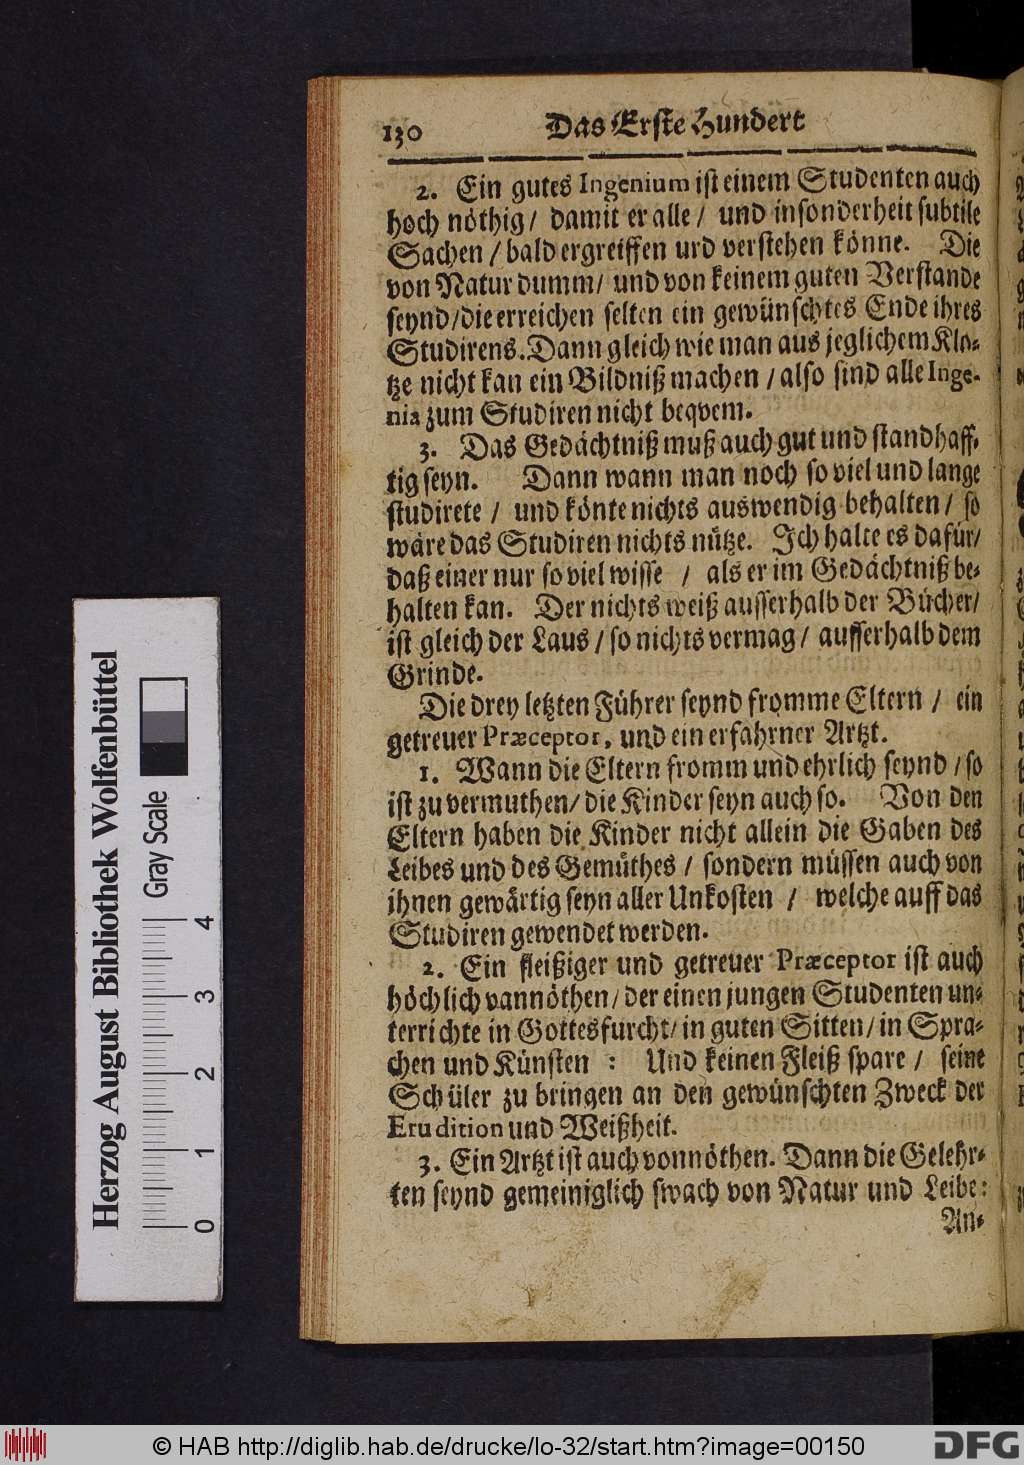 130 Das Erste Hundert
2. Ein gutes Ingenium ist einem Studenten auch
hoch nöthig / damit er alle / und insonderheit subtile
Sachen / bald ergreiffen urd verstehen könne. Die
von Natur dumm / und von keinem guten Verstande
seynd / die erreichen selten ein gewünschtes Ende ihres
Studirens. Dann gleich wie man aus jeglichem Klo-
tze nicht kan ein Bildniß machen / also sind alle Inge-
nia zum Studiren nicht beqvem.
3. Das Gedächtniß muß auch gut und standhaff-
tig seyn. Dann wann man noch so viel und lange
studirete / und könte nichts auswendig behalten / so
wäre das Studiren nichts nütze. Ich halte es dafür /
daß einer nur so viel wisse / als er im Gedächtniß be-
halten kan. Der nichts weiß ausserhalb der Bücher /
ist gleich der Laus / so nichts vermag / ausserhalb dem
Grinde.
Die drey letzten Führer seynd fromme Eltern / ein
getreuer Præceptor, und ein erfahrner Artzt.
1. Wann die Eltern fromm und ehrlich seynd / so
ist zu vermuthen / die Kinder seyn auch so. Von den
Eltern haben die Kinder nicht allein die Gaben des
Leibes und des Gemüthes / sondern müssen auch von
ihnen gewärtig seyn aller Unkosten / welche auff das
Studiren gewendet werden.
2. Ein fleißiger und getreuer Præceptor ist auch
höchlich vannöthen / der einen jungen Studenten un-
terrichte in Gottesfurcht / in guten Sitten / in Spra-
chen und Künsten : Und keinen Fleiß spare / seine
Schüler zu bringen an den gewünschten Zweck der
Erudition und Weißheit.
3. Ein Artzt ist auch vonnöthen. Dann die Gelehr-
ten seynd gemeiniglich swach von Natur und Leibe:
An-
Herzog August Bibliothek Wolfenbüttel
Gray Scale
0 1 2 3 4
© HAB http://diglib.hab.de/drucke/lo-32/start.htm?image=00150
DFG